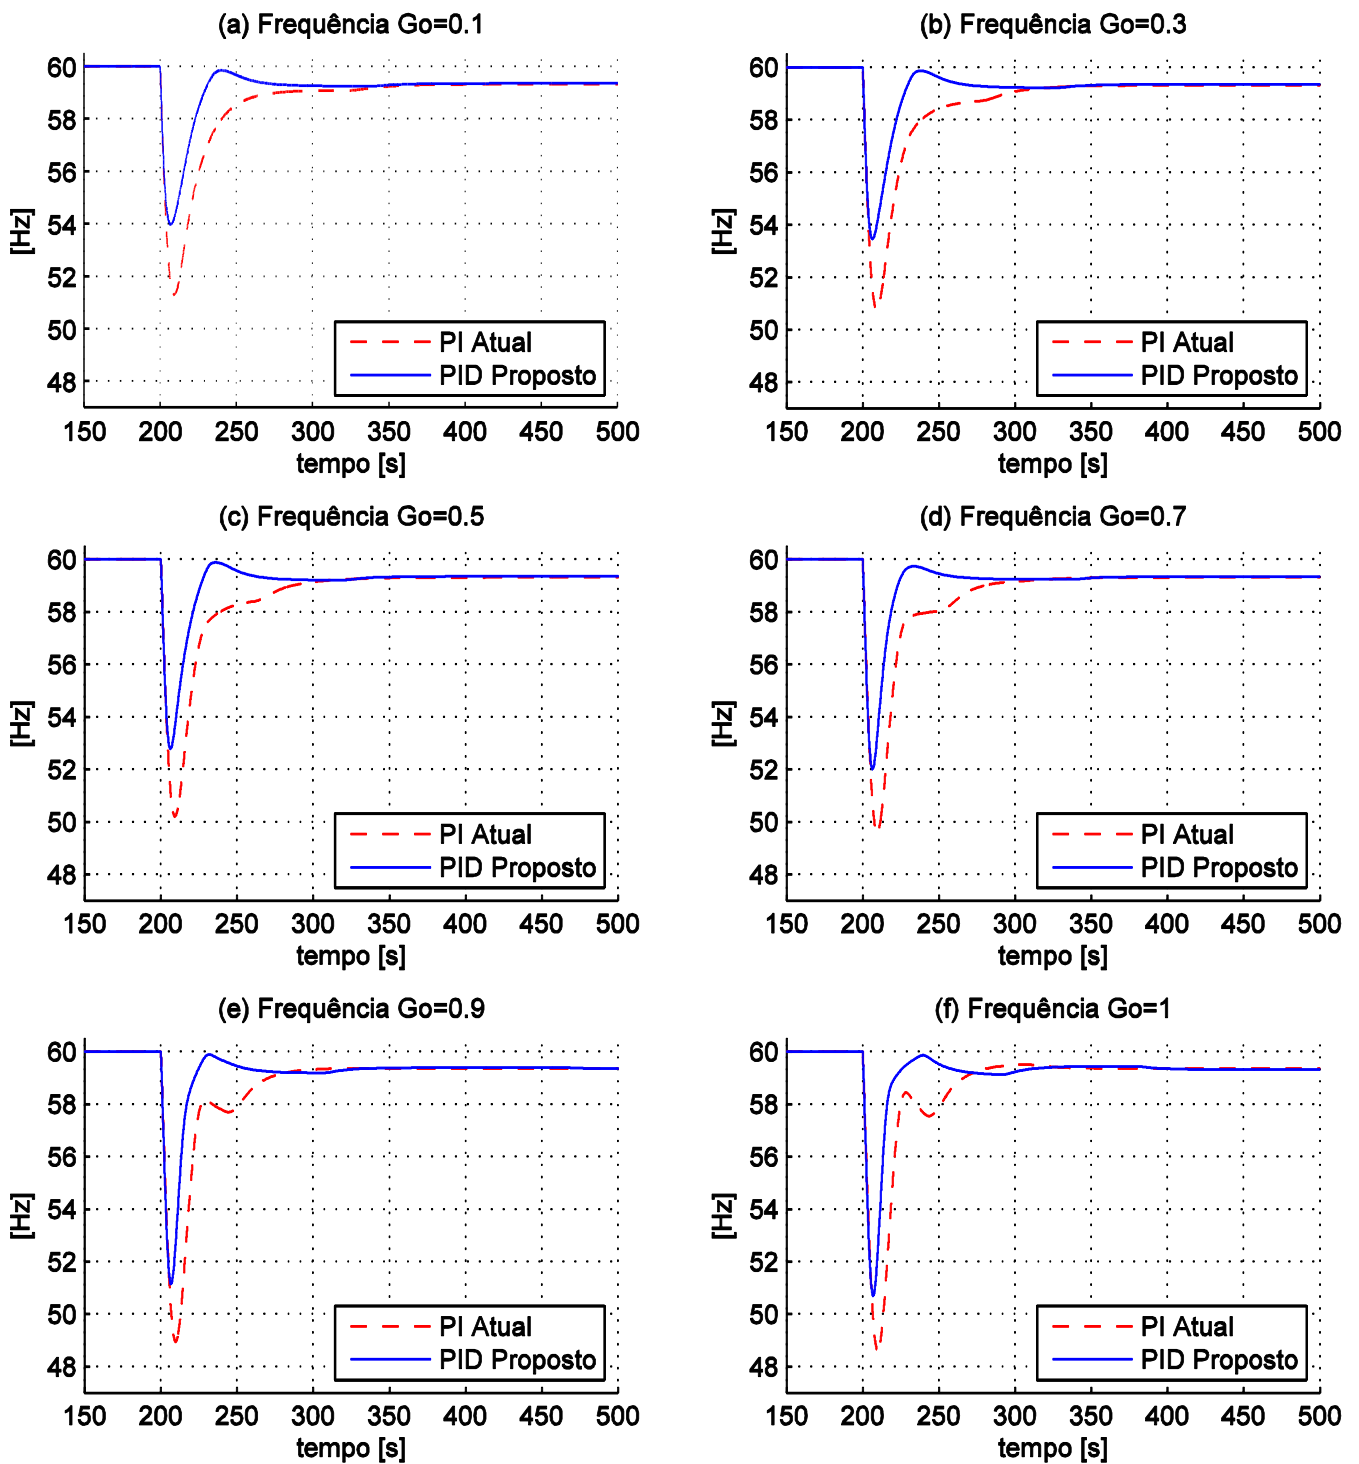 (a) Frequência Go=0.1
60
58
56
54
52
50
48
[Hz]
PI Atual
PID Proposto
150 200 250 300 350 400 450 500
tempo [s]
(b) Frequência Go=0.3
60
58
56
54
52
50
48
[Hz]
PI Atual
PID Proposto
150 200 250 300 350 400 450 500
tempo [s]
(c) Frequência Go=0.5
60
58
56
54
52
50
48
[Hz]
PI Atual
PID Proposto
150 200 250 300 350 400 450 500
tempo [s]
(d) Frequência Go=0.7
60
58
56
54
52
50
48
[Hz]
PI Atual
PID Proposto
150 200 250 300 350 400 450 500
tempo [s]
(e) Frequência Go=0.9
60
58
56
54
52
50
48
[Hz]
PI Atual
PID Proposto
150 200 250 300 350 400 450 500
tempo [s]
(f) Frequência Go=1
60
58
56
54
52
50
48
[Hz]
PI Atual
PID Proposto
150 200 250 300 350 400 450 500
tempo [s]